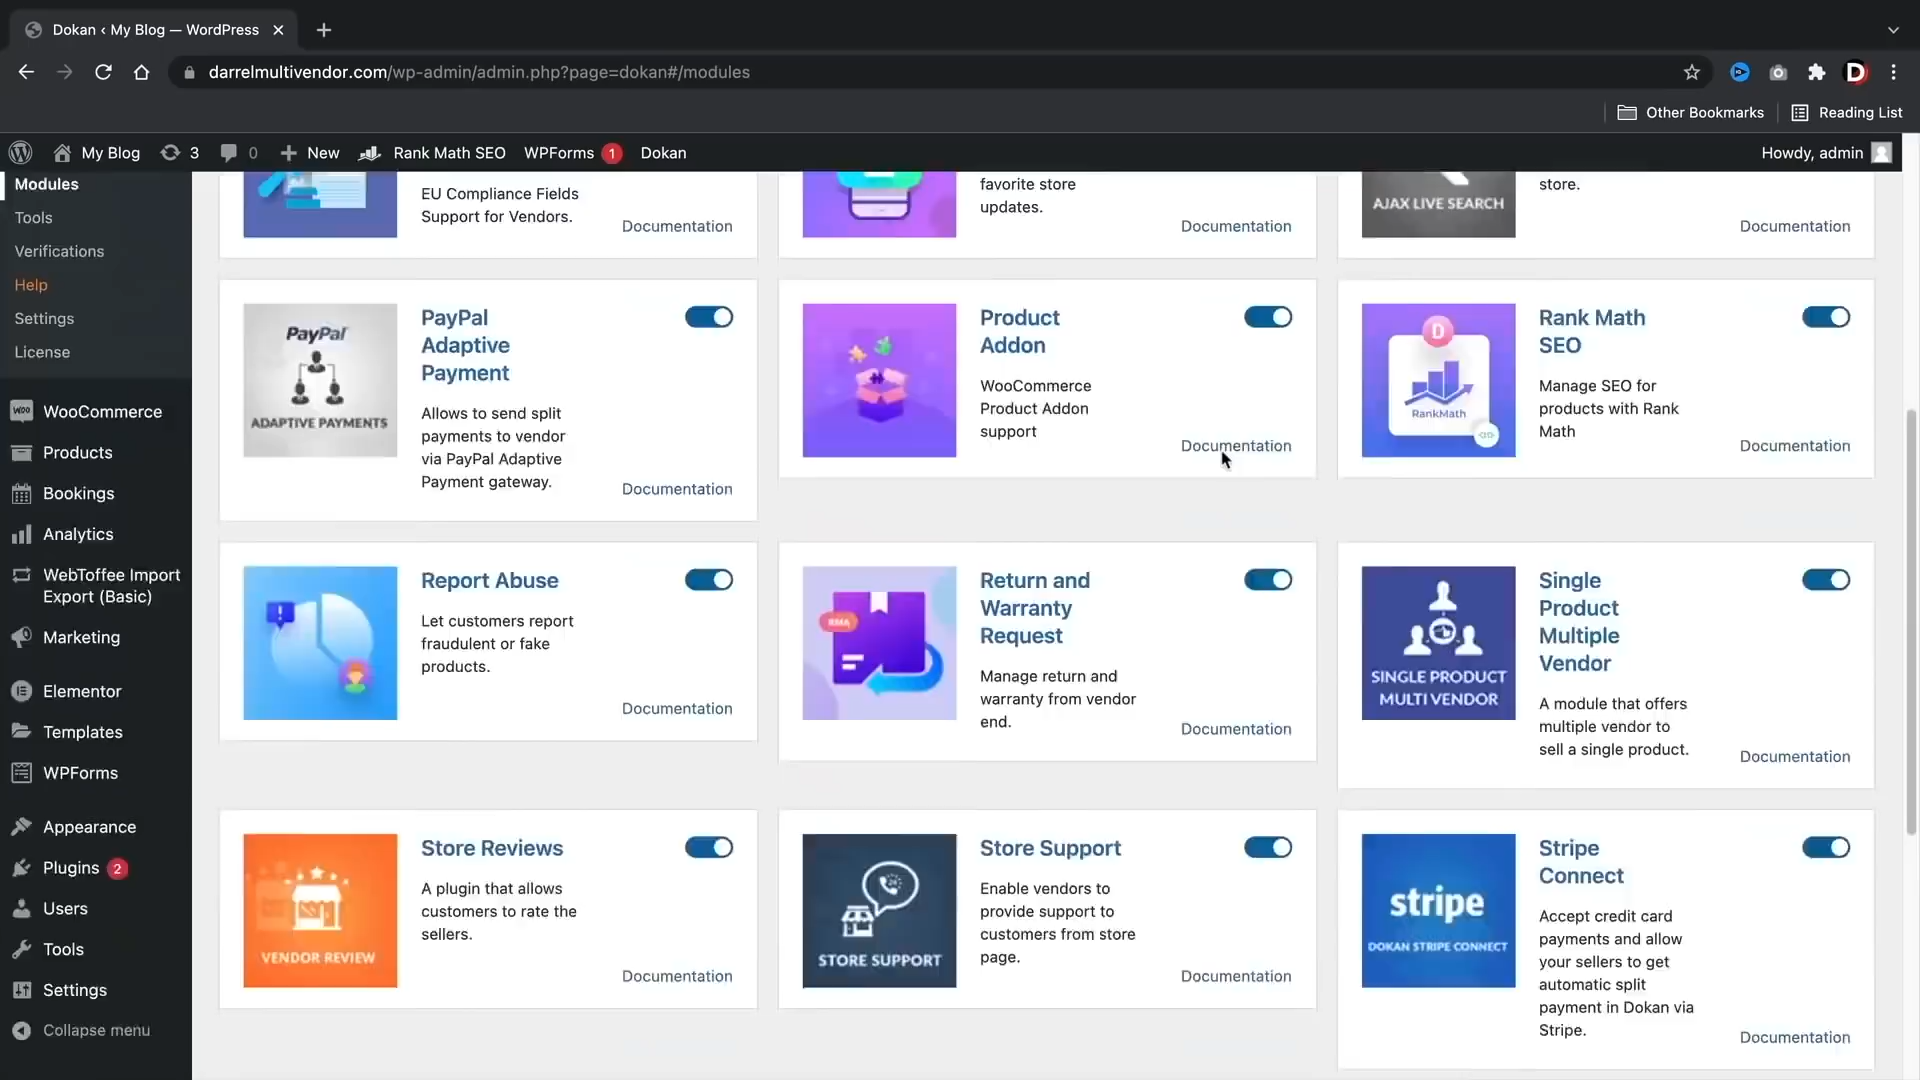 Dokan ‹ My Blog — WordPress
darrelmultivendor.com/wp-admin/admin.php?page=dokan#/modules
Other Bookmarks
Reading List
My Blog
3
0
New
Rank Math SEO
WPForms 1
Dokan
Howdy, admin
Modules
Tools
Verifications
Help
Settings
License
WooCommerce
Products
Bookings
Analytics
WebToffee Import
Export (Basic)
Marketing
Elementor
Templates
WPForms
Appearance
Plugins 2
Users
Tools
Settings
Collapse menu
EU Compliance Fields
Support for Vendors.
Documentation
favorite store
updates.
Documentation
AJAX LIVE SEARCH
store.
Documentation
PayPal
ADAPTIVE PAYMENTS
PayPal
Adaptive
Payment
Allows to send split
payments to vendor
via PayPal Adaptive
Payment gateway.
Documentation
Product
Addon
WooCommerce
Product Addon
support
Documentation
D
RankMath
Rank Math
SEO
Manage SEO for
products with Rank
Math
Documentation
Report Abuse
Let customers report
fraudulent or fake
products.
Documentation
RMA
Return and
Warranty
Request
Manage return and
warranty from vendor
end.
Documentation
SINGLE PRODUCT
MULTI VENDOR
Single
Product
Multiple
Vendor
A module that offers
multiple vendor to
sell a single product.
Documentation
VENDOR REVIEW
Store Reviews
A plugin that allows
customers to rate the
sellers.
Documentation
STORE SUPPORT
Store Support
Enable vendors to
provide support to
customers from store
page.
Documentation
stripe
DOKAN STRIPE CONNECT
Stripe
Connect
Accept credit card
payments and allow
your sellers to get
automatic split
payment in Dokan via
Stripe.
Documentation